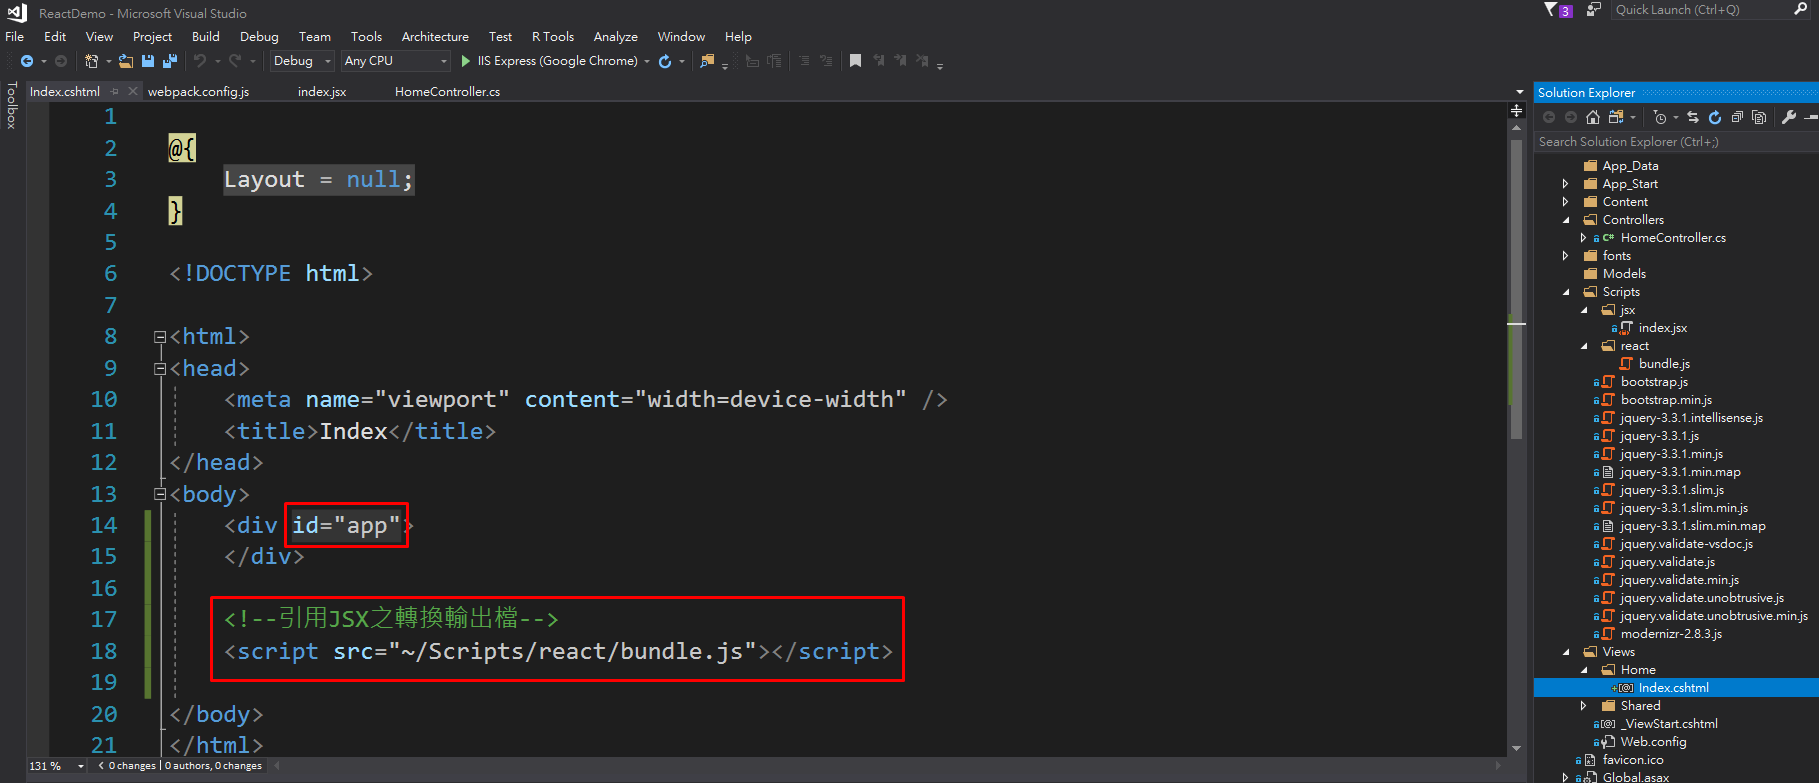 ReactDemo - Microsoft Visual Studio
3
Quick Launch (Ctrl+Q)
File Edit View Project Build Debug Team Tools Architecture Test R Tools Analyze Window Help
Debug Any CPU IIS Express (Google Chrome)
Toolbox
Index.cshtml webpack.config.js index.jsx HomeController.cs
1
2 @{
3 Layout = null;
4 }
5
6 <!DOCTYPE html>
7
8 <html>
9 <head>
10 <meta name="viewport" content="width=device-width" />
11 <title>Index</title>
12 </head>
13 <body>
14 <div id="app">
15 </div>
16
17 <!--引用JSX之轉換輸出檔-->
18 <script src="~/Scripts/react/bundle.js"></script>
19
20 </body>
21 </html>
131 % 0 changes | 0 authors, 0 changes
Solution Explorer
Search Solution Explorer (Ctrl+;)
App_Data
App_Start
Content
Controllers
C# HomeController.cs
fonts
Models
Scripts
jsx
index.jsx
react
bundle.js
bootstrap.js
bootstrap.min.js
jquery-3.3.1.intellisense.js
jquery-3.3.1.js
jquery-3.3.1.min.js
jquery-3.3.1.min.map
jquery-3.3.1.slim.js
jquery-3.3.1.slim.min.js
jquery-3.3.1.slim.min.map
jquery.validate-vsdoc.js
jquery.validate.js
jquery.validate.min.js
jquery.validate.unobtrusive.js
jquery.validate.unobtrusive.min.js
modernizr-2.8.3.js
Views
Home
Index.cshtml
Shared
_ViewStart.cshtml
Web.config
favicon.ico
Global.asax